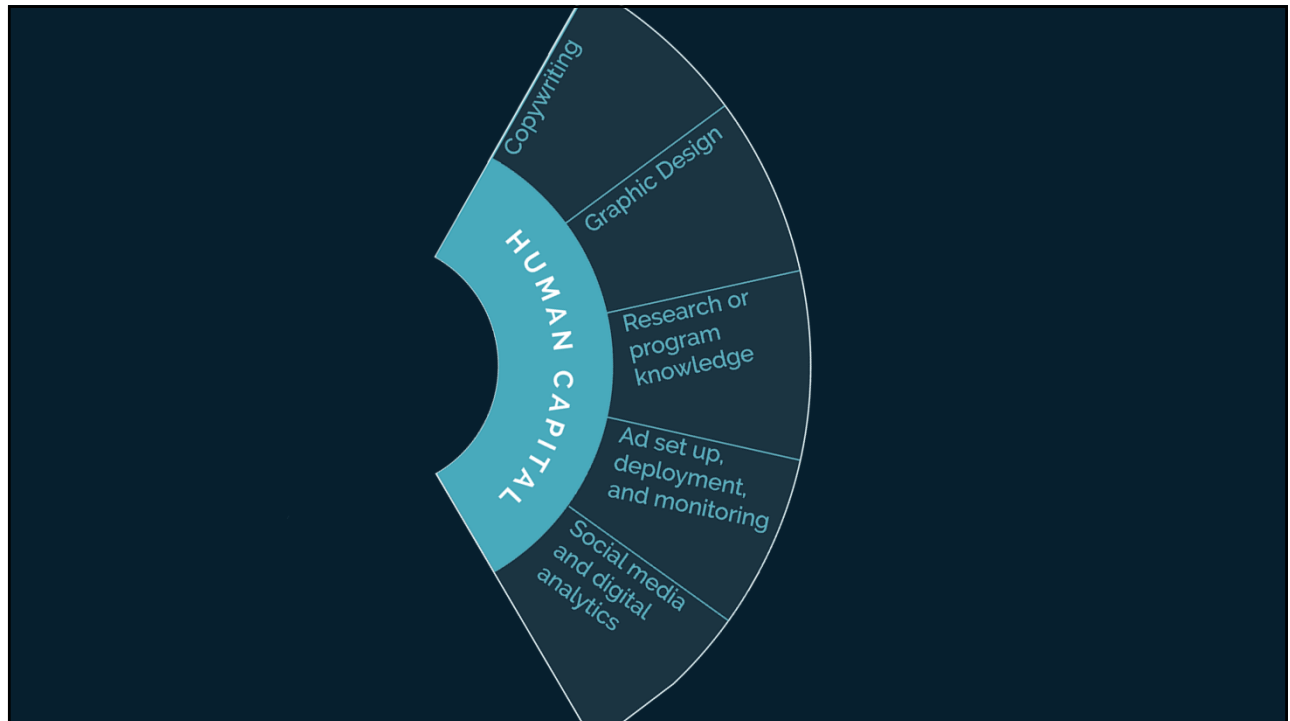 Copywriting
Graphic Design
Research or
program
knowledge
Ad set up,
deployment,
and monitoring
Social media
and digital
analytics
HUMAN CAPITAL